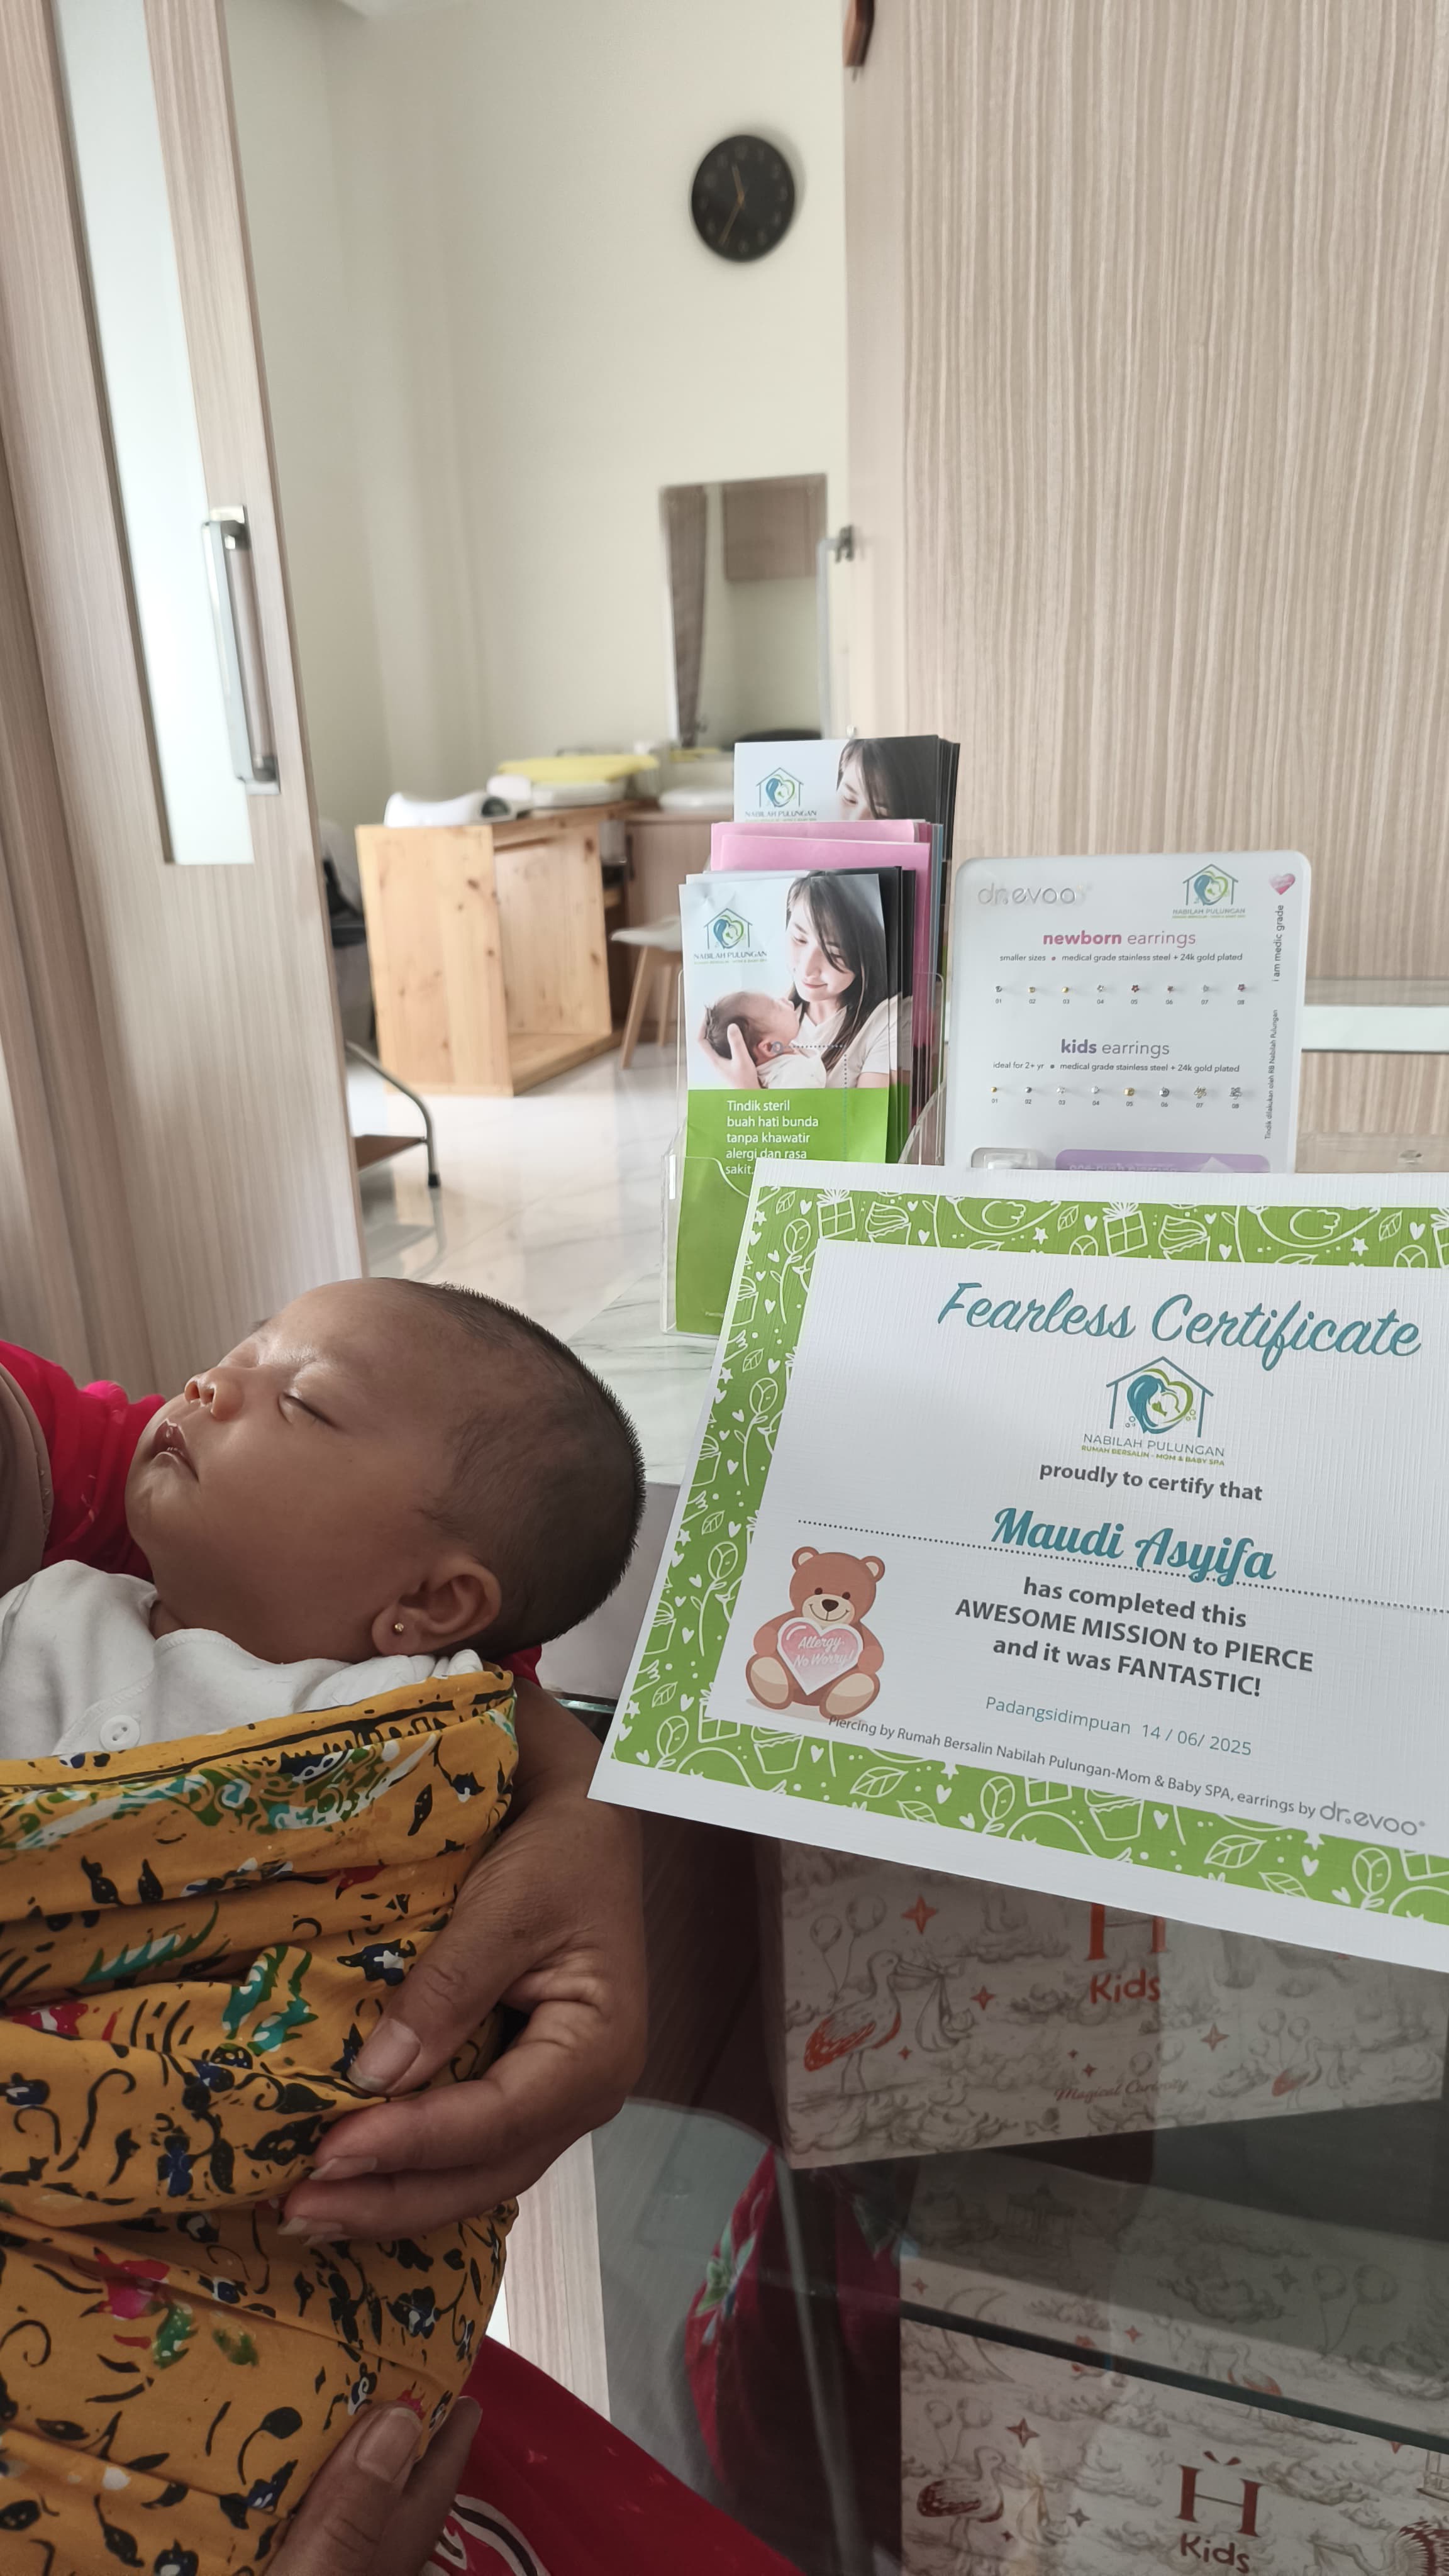 NABILAH PULUNGAN
NABILAH PULUNGAN
Tindik steril
buah hati bunda
tanpa khawatir
alergi dan rasa
sakit.
dr.evoo
NABILAH PULUNGAN
i am medic grade
newborn earrings
smaller sizes • medical grade stainless steel + 24k gold plated
01 02 03 04 05 06 07 08
kids earrings
ideal for 2+ yr • medical grade stainless steel + 24k gold plated
01 02 03 04 05 06 07 08
Tindik dilakukan oleh RB Nabilah Pulungan
Fearless Certificate
NABILAH PULUNGAN
RUMAH BERSALIN - MOM & BABY SPA
proudly to certify that
Maudi Asyifa
has completed this
AWESOME MISSION to PIERCE
and it was FANTASTIC!
Allergy-
No Worry!
Padangsidimpuan 14 / 06/ 2025
Piercing by Rumah Bersalin Nabilah Pulungan-Mom & Baby SPA, earrings by dr.evoo®
H
Kids
Magical Curiosity
H
Kids